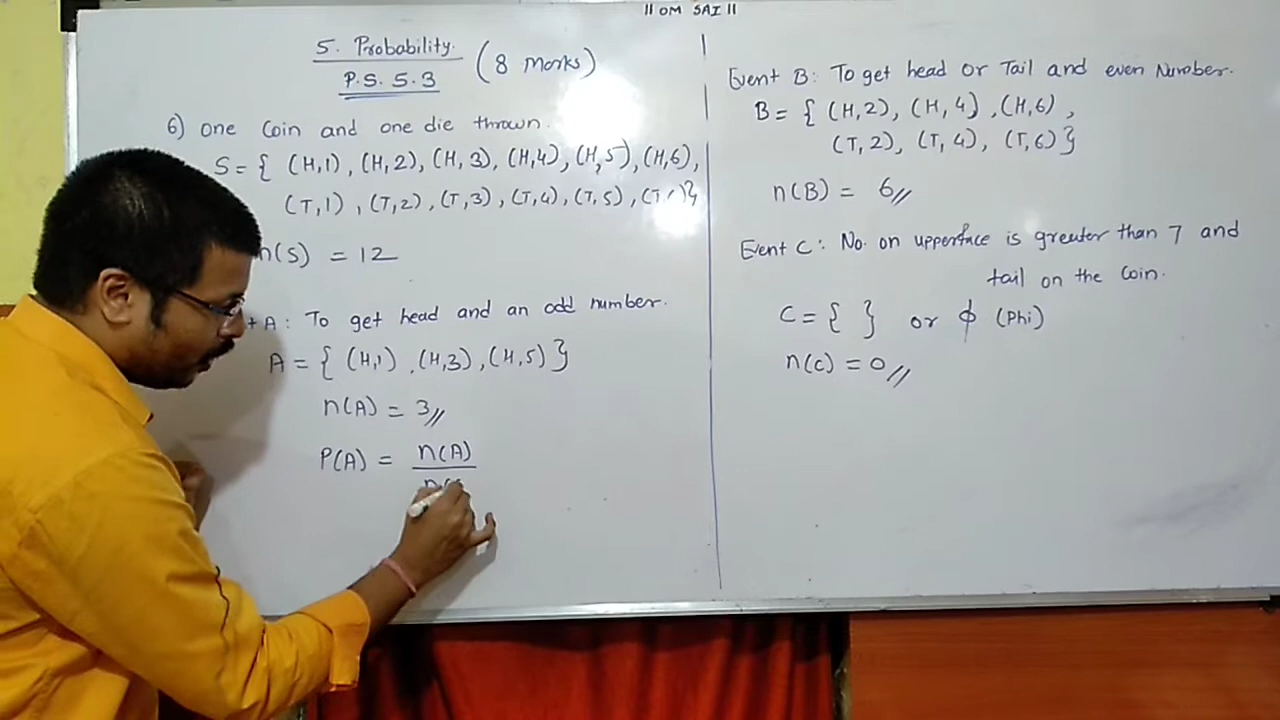 || OM SAI ||
5. Probability.
P.S. 5.3
(8 Marks)
6) One Coin and one die thrown.
S = { (H,1), (H,2), (H,3), (H,4), (H,5), (H,6),
(T,1), (T,2), (T,3), (T,4), (T,5), (T, )}
n(S) = 12
A: To get head and an odd number.
A = { (H,1), (H,3), (H,5) }
n(A) = 3//
P(A) = n(A)
Event B: To get head or Tail and even Number.
B = { (H,2), (H,4), (H,6),
(T,2), (T,4), (T,6) }
n(B) = 6//
Event C: No. on upperface is greater than 7 and
tail on the Coin.
C = { } or ϕ (Phi)
n(C) = 0//